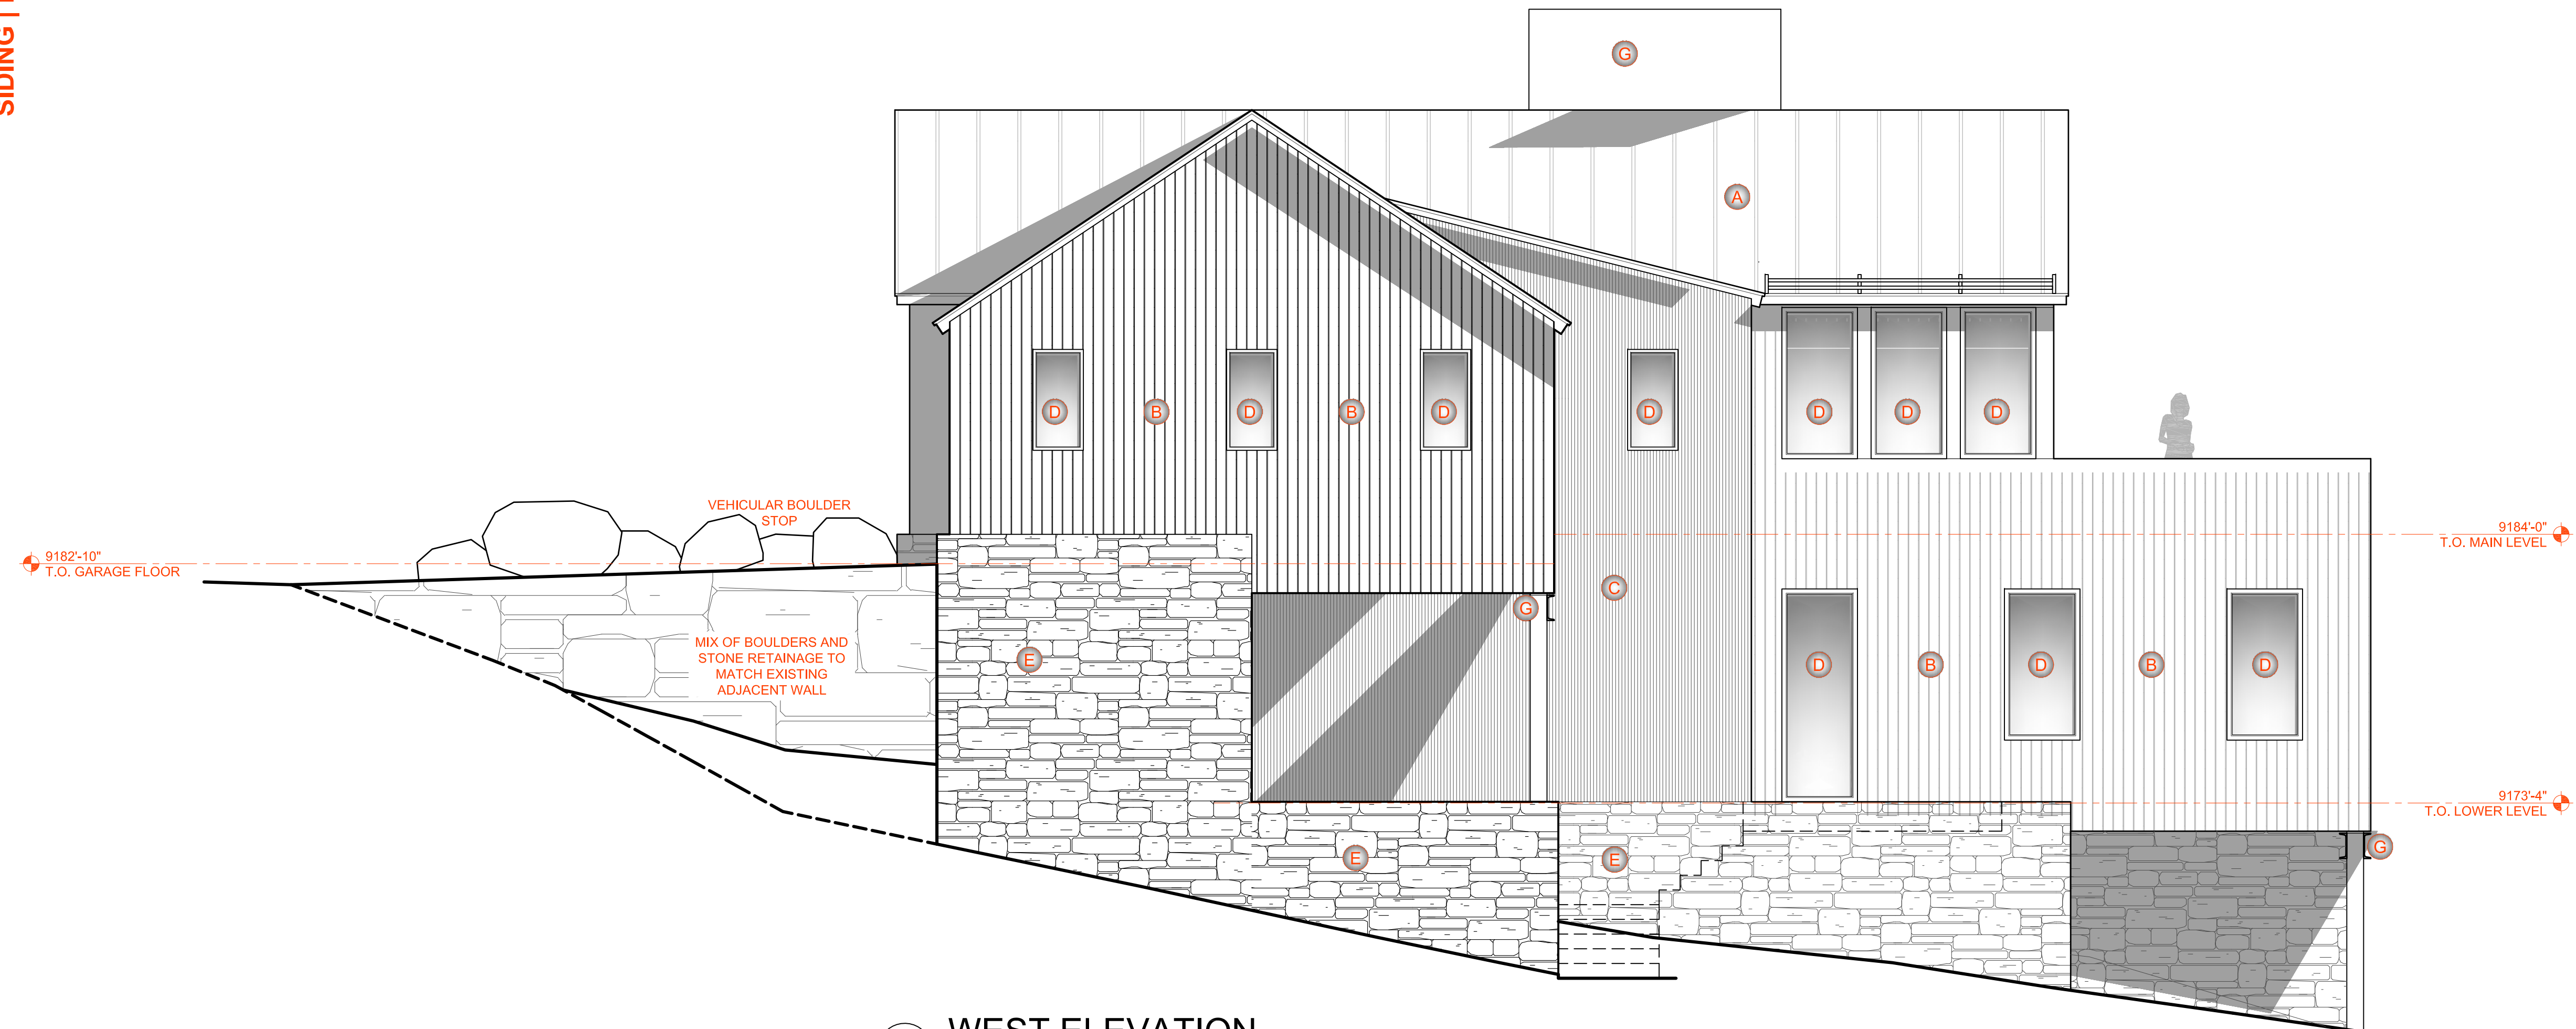 SIDING |
G
A
D
B
D
B
D
D
D
D
D
VEHICULAR BOULDER
STOP
9182'-10"
T.O. GARAGE FLOOR
9184'-0"
T.O. MAIN LEVEL
C
G
MIX OF BOULDERS AND
STONE RETAINAGE TO
MATCH EXISTING
ADJACENT WALL
E
D
B
D
B
D
9173'-4"
T.O. LOWER LEVEL
E
E
G
WEST ELEVATION